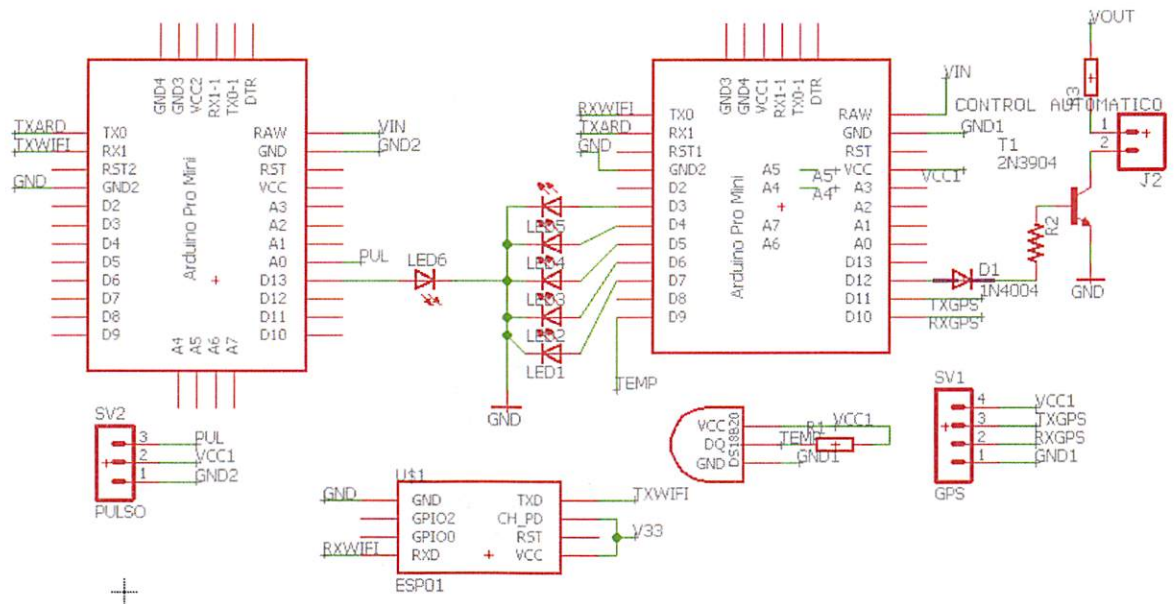 GND4
GND3
VCC2
RX1-1
TX0-1
DTR
TXARD
TXWIFI
GND
TX0
RX1
RST2
GND2
D2
D3
D4
D5
D6
D7
D8
D9
Arduino Pro Mini
RAW
GND
RST
VCC
A3
A2
A1
A0
D13
D12
D11
D10
A4
A5
A6
A7
VIN
GND2
PUL
LED6
LED5
LED4
LED3
LED2
LED1
GND
GND3
GND4
VCC1
RX1-1
TX0-1
DTR
RXWIFI
TXARD
GND
TX0
RX1
RST1
GND2
D2
D3
D4
D5
D6
D7
D8
D9
TEMP
Arduino Pro Mini
A5
A4
A7
A6
A5
A4
RAW
GND
RST
VCC
A3
A2
A1
A0
D13
D12
D11
D10
VIN
GND1
VCC1
TXGPS
RXGPS
VOUT
CONTROL AUTOMATICO
1
2
J2
T1
2N3904
R2
D1
1N4004
GND
SV2
3
2
1
PUL
VCC1
GND2
PULSO
U$1
GND
RXWIFI
GND
GPIO2
GPIO0
RXD
TXD
CH_PD
RST
VCC
TXWIFI
V33
ESP01
VCC
DQ
GND
DS18B20
TEMP
R1
VCC1
GND1
SV1
4
3
2
1
VCC1
TXGPS
RXGPS
GND1
GPS